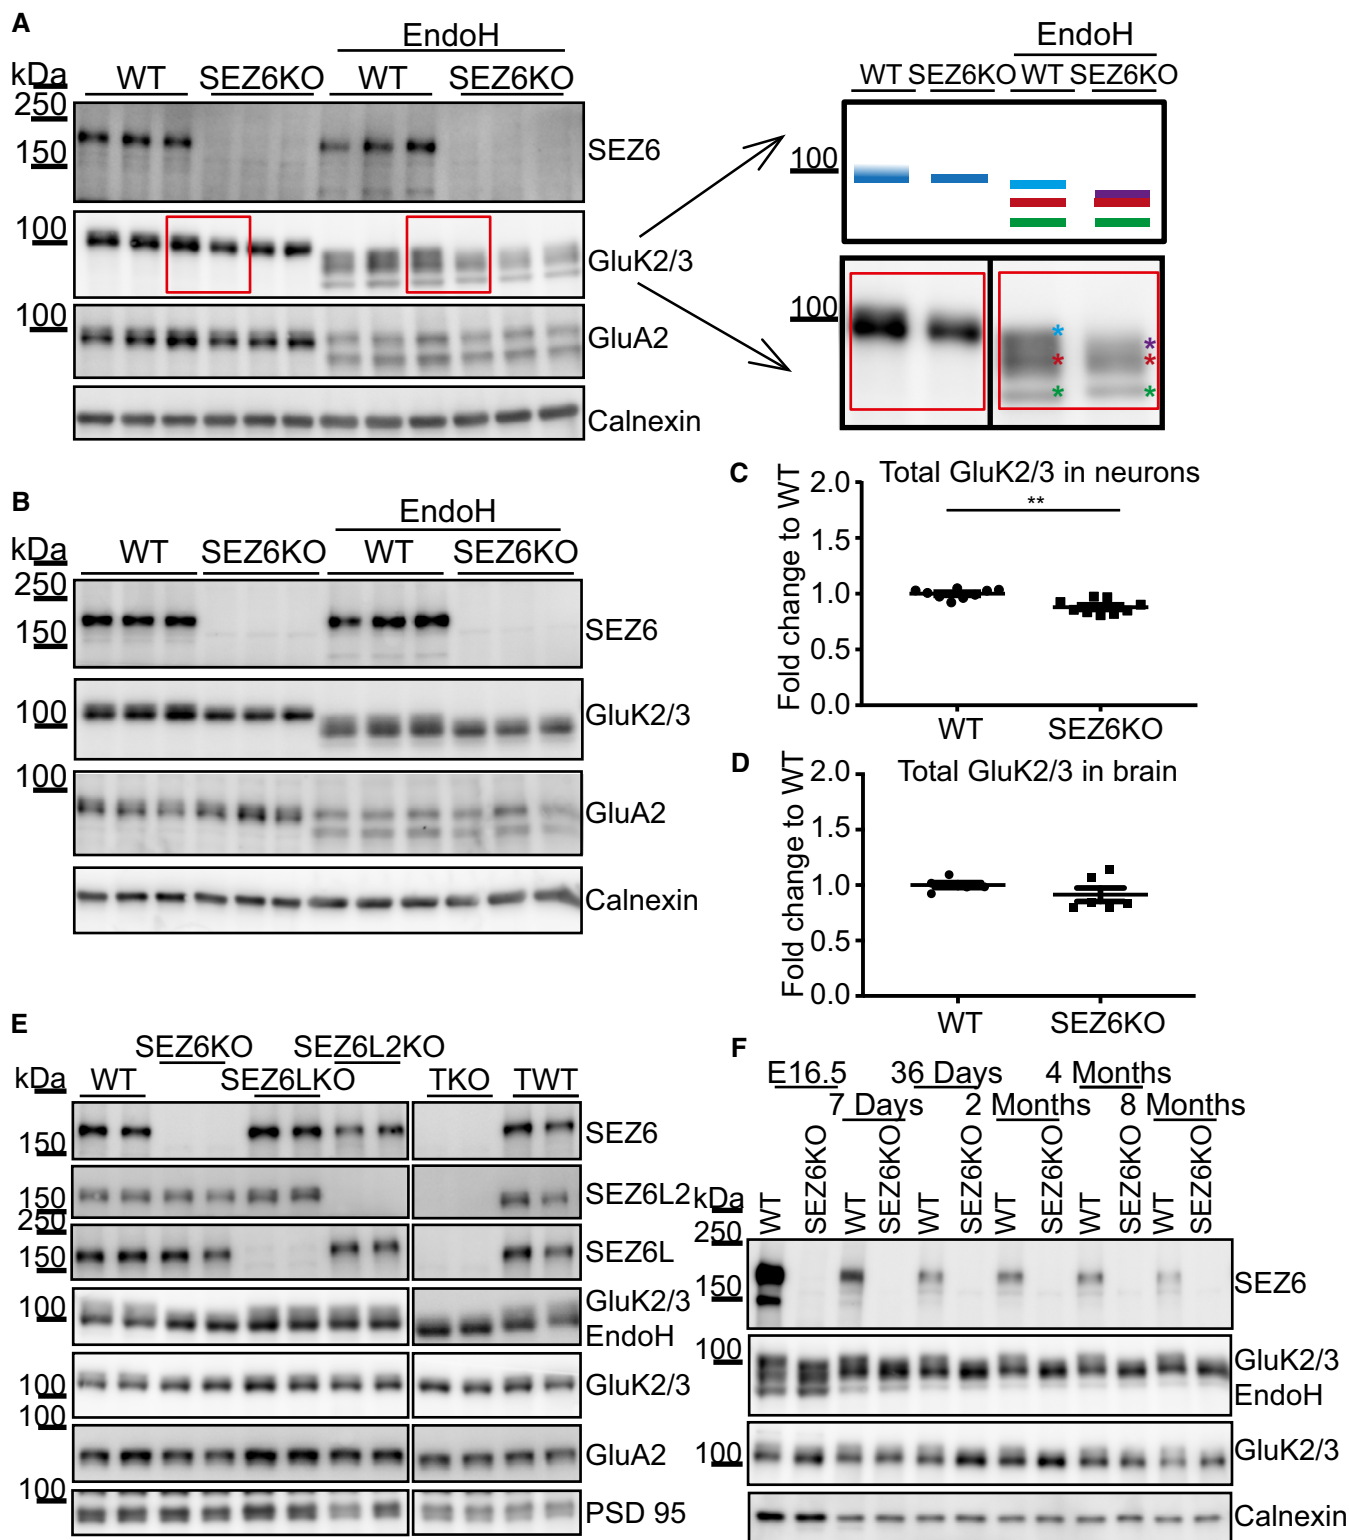 A
EndoH
kDa WT SEZ6KO WT SEZ6KO
250
150
SEZ6
100
GluK2/3
100
GluA2
Calnexin
EndoH
WT SEZ6KO WT SEZ6KO
100
100
*
*
*
*
*
*
B
EndoH
kDa WT SEZ6KO WT SEZ6KO
250
150
SEZ6
100
GluK2/3
100
GluA2
Calnexin
C
Total GluK2/3 in neurons
**
Fold change to WT
2.0
1.5
1.0
0.5
0.0
WT SEZ6KO
D
Total GluK2/3 in brain
Fold change to WT
2.0
1.5
1.0
0.5
0.0
WT SEZ6KO
E
SEZ6KO SEZ6L2KO
kDa WT SEZ6LKO TKO TWT
150
SEZ6
150
SEZ6L2
250
150
SEZ6L
100
GluK2/3
EndoH
100
GluK2/3
100
GluA2
100
PSD 95
F
E16.5 36 Days 4 Months
7 Days 2 Months 8 Months
kDa WT SEZ6KO WT SEZ6KO WT SEZ6KO WT SEZ6KO WT SEZ6KO WT SEZ6KO
250
150
SEZ6
100
GluK2/3
EndoH
100
GluK2/3
Calnexin